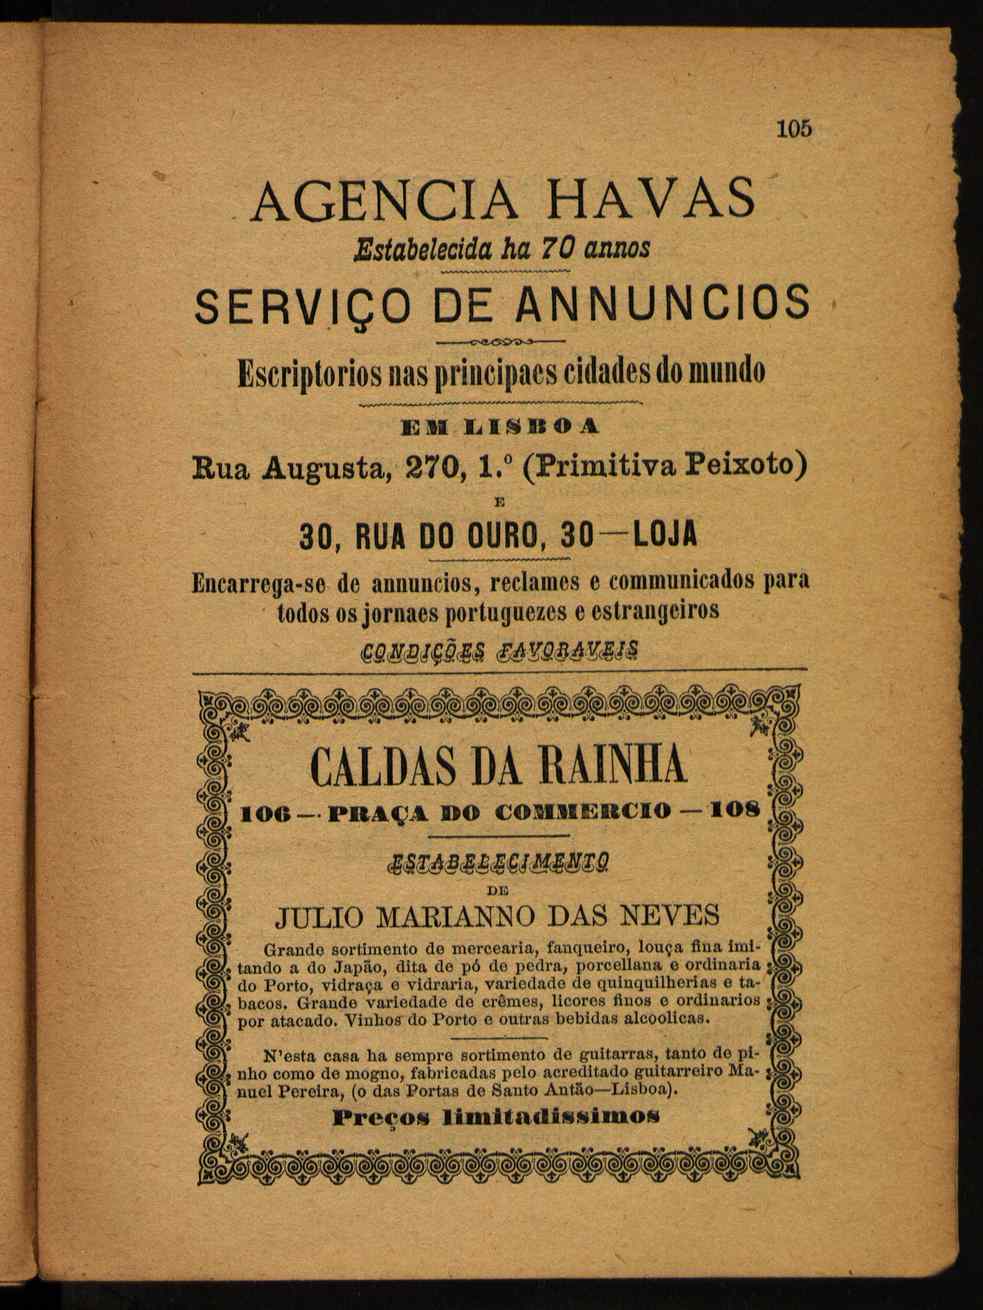 105
AGENCIA HAVAS
Estabelecida ha 70 annos
SERVIÇO DE ANNUNCIOS
Escriptorios nas principaes cidades do mundo
EM LISBOA
Rua Augusta, 270, 1.º (Primitiva Peixoto)
E
30, RUA DO OURO, 30—LOJA
Encarrega-se de annuncios, reclames e communicados para
todos os jornaes portuguezes e estrangeiros
CONDIÇÕES FAVORAVEIS
CALDAS DA RAINHA
106 — PRAÇA DO COMMERCIO — 108
ESTABELECIMENTO
DE
JULIO MARIANNO DAS NEVES
Grande sortimento de mercearia, fanqueiro, louça fina imi-
tando a do Japão, dita de pó de pedra, porcellana e ordinaria
do Porto, vidraça e vidraria, variedade de quinquilherias e ta-
bacos. Grande variedade de crêmes, licores finos e ordinarios
por atacado. Vinhos do Porto e outras bebidas alcoolicas.
N'esta casa ha sempre sortimento de guitarras, tanto de pi-
nho como de mogno, fabricadas pelo acreditado guitarreiro Ma-
nuel Pereira, (o das Portas de Santo Antão—Lisboa).
Preços limitadissimos